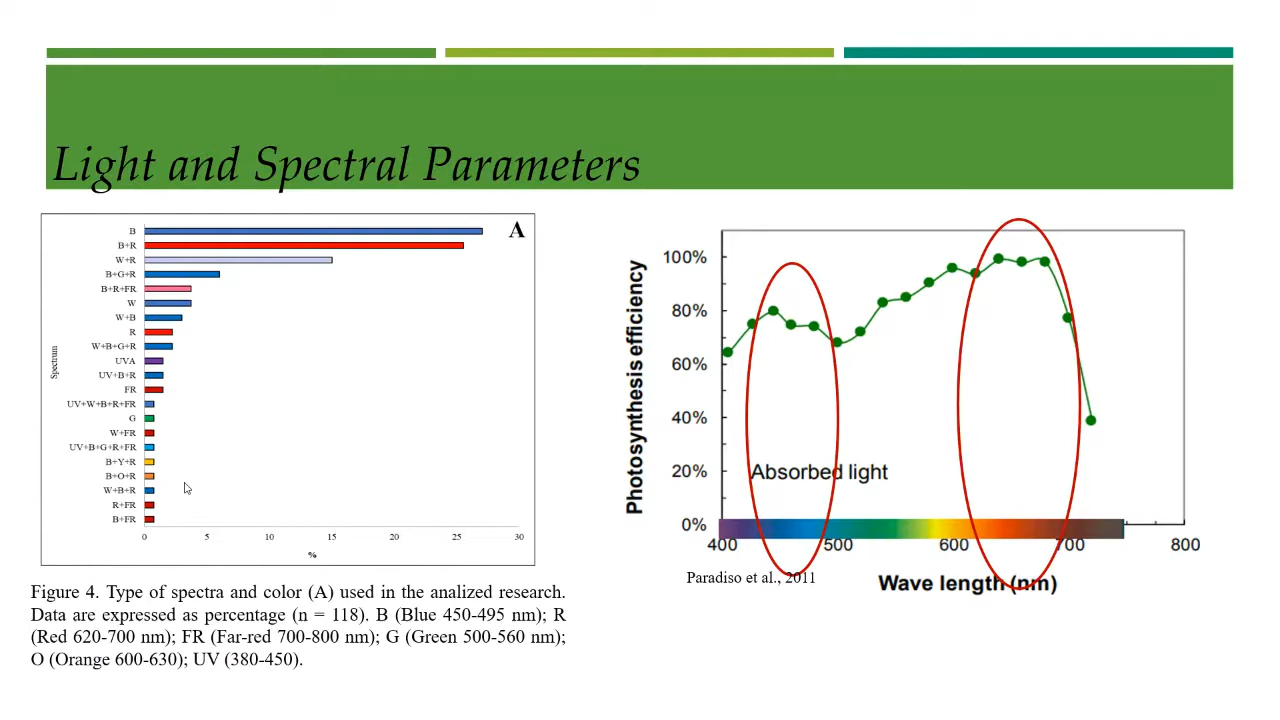 Light and Spectral Parameters
A
B
B+R
W+R
B+G+R
B+R+FR
W
W+B
R
W+B+G+R
UVA
UV+B+R
FR
UV+W+B+R+FR
G
W+FR
UV+B+G+R+FR
B+Y+R
B+O+R
W+B+R
R+FR
B+FR
Spectrum
0 5 10 15 20 25 30
%
Figure 4. Type of spectra and color (A) used in the analized research.
Data are expressed as percentage (n = 118). B (Blue 450-495 nm); R
(Red 620-700 nm); FR (Far-red 700-800 nm); G (Green 500-560 nm);
O (Orange 600-630); UV (380-450).
Photosynthesis efficiency
100%
80%
60%
40%
20%
0%
Absorbed light
400 500 600 700 800
Paradiso et al., 2011
Wave length (nm)